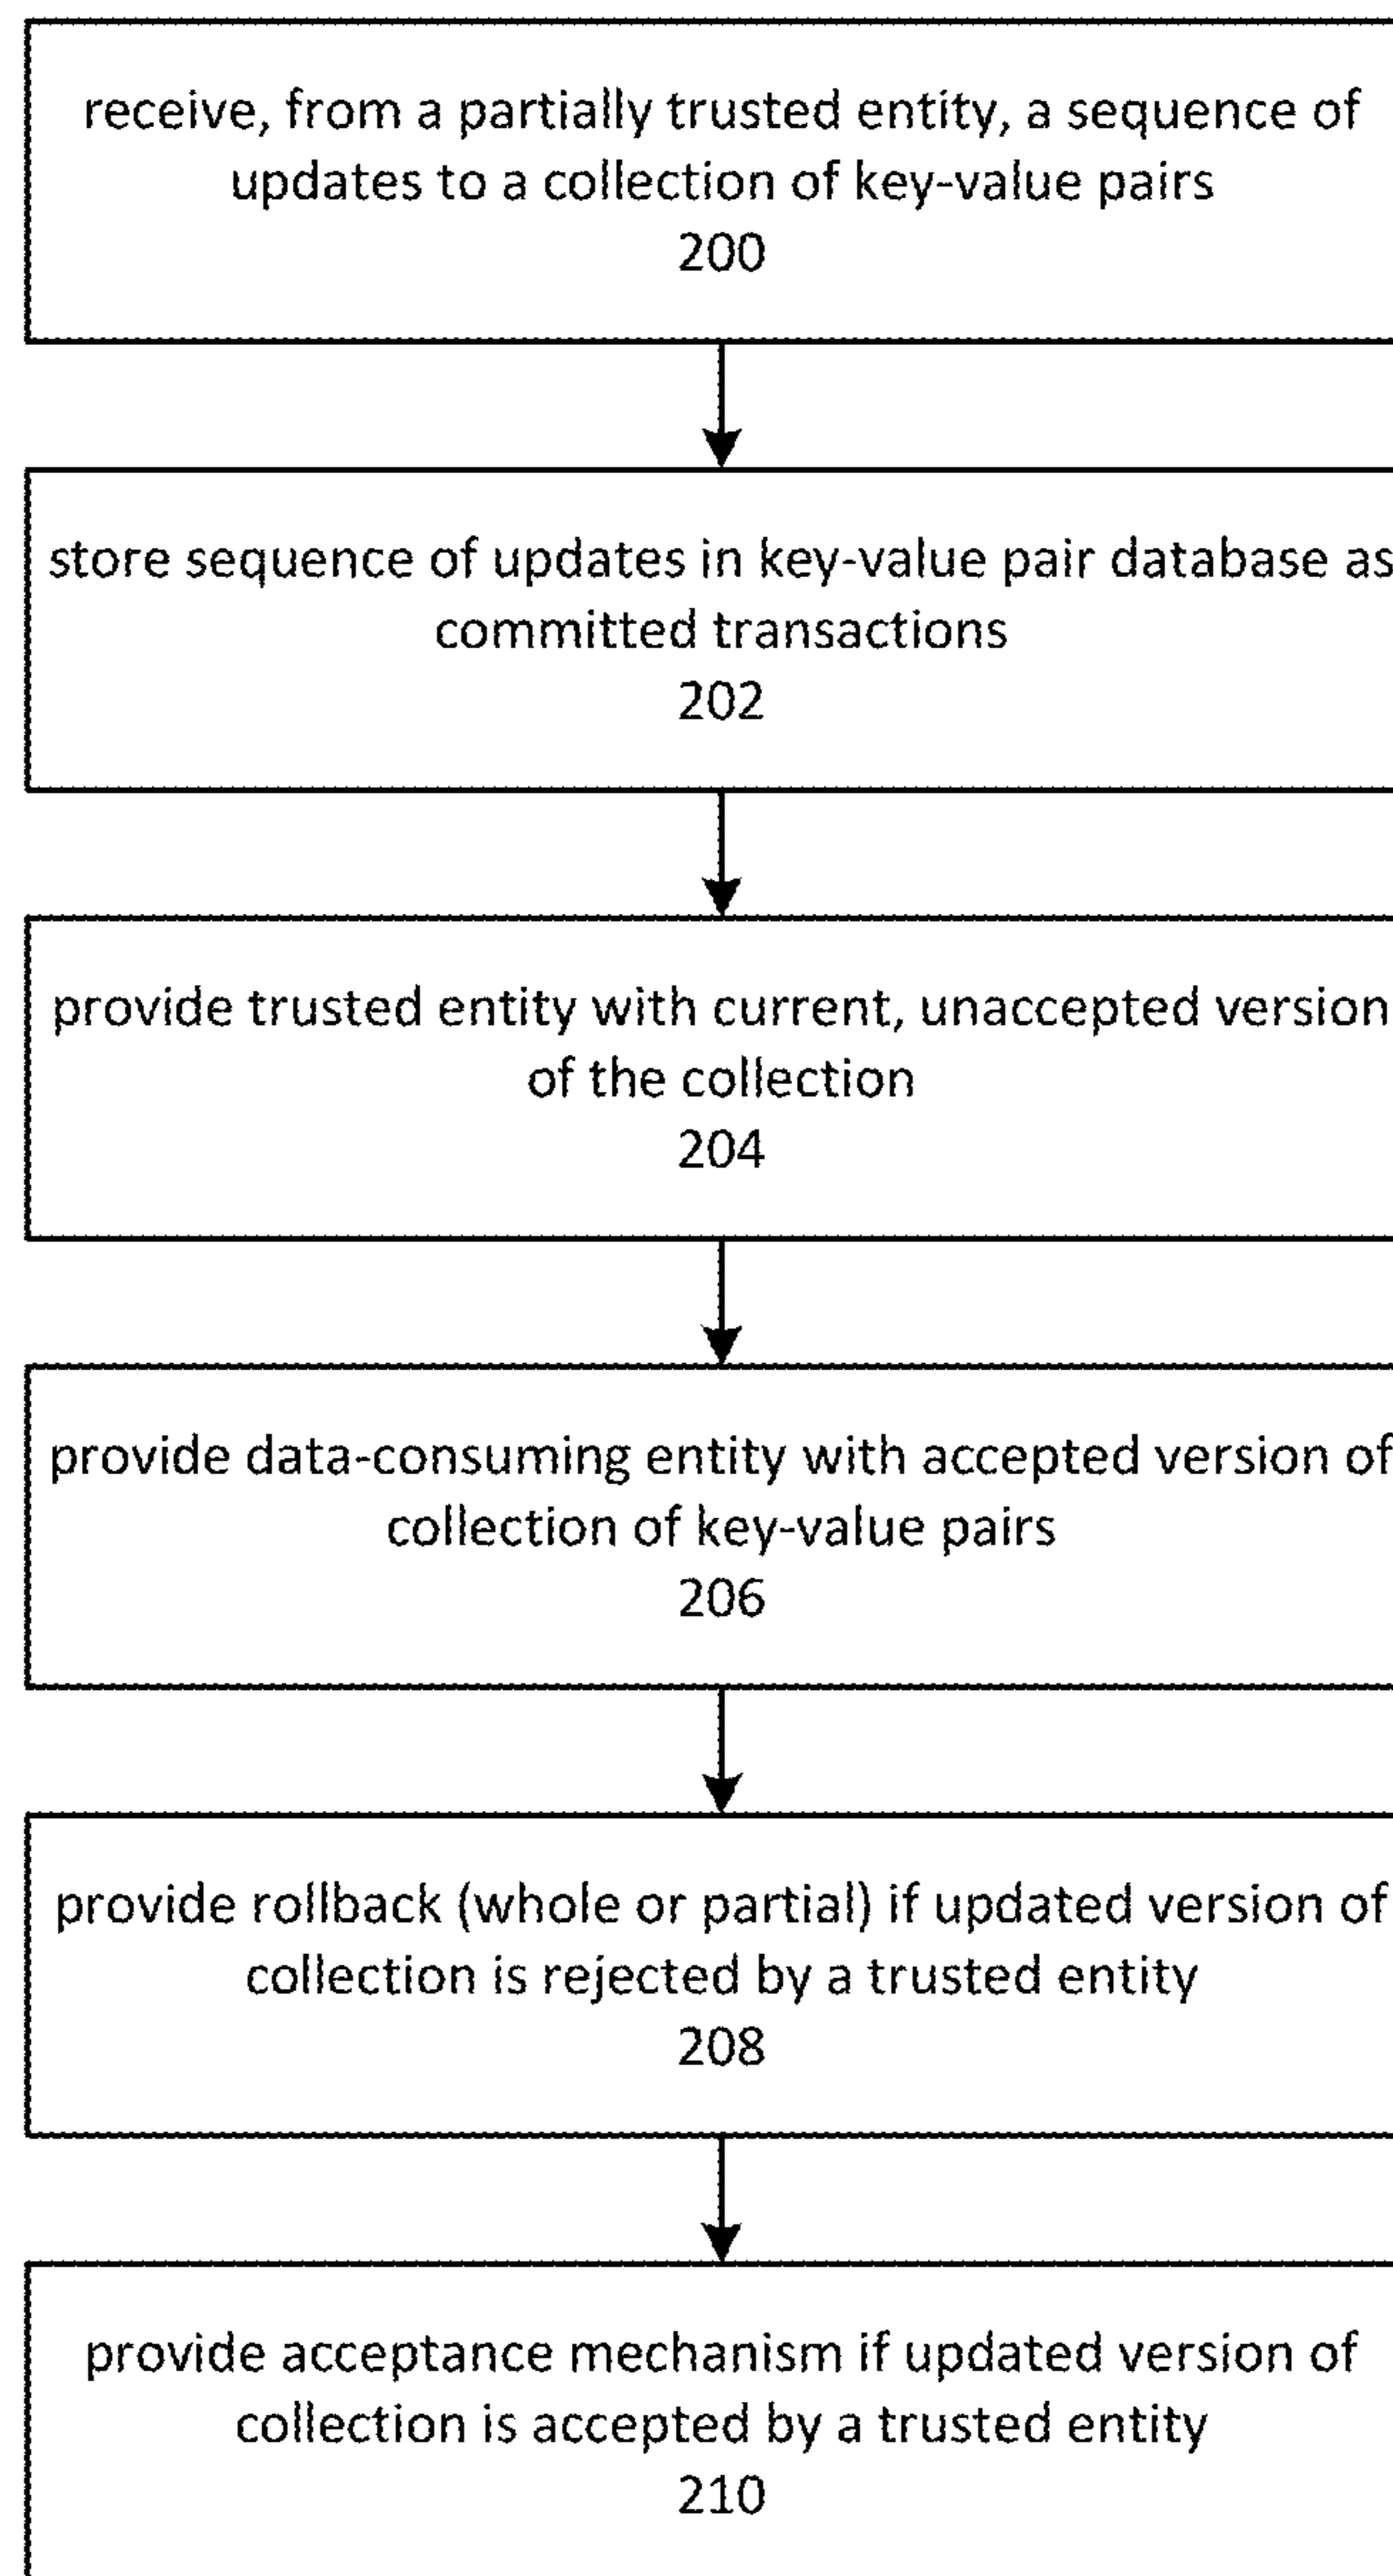 receive, from a partially trusted entity, a sequence of
updates to a collection of key-value pairs
200
store sequence of updates in key-value pair database as
committed transactions
202
provide trusted entity with current, unaccepted version
of the collection
204
provide data-consuming entity with accepted version of
collection of key-value pairs
206
provide rollback (whole or partial) if updated version of
collection is rejected by a trusted entity
208
provide acceptance mechanism if updated version of
collection is accepted by a trusted entity
210